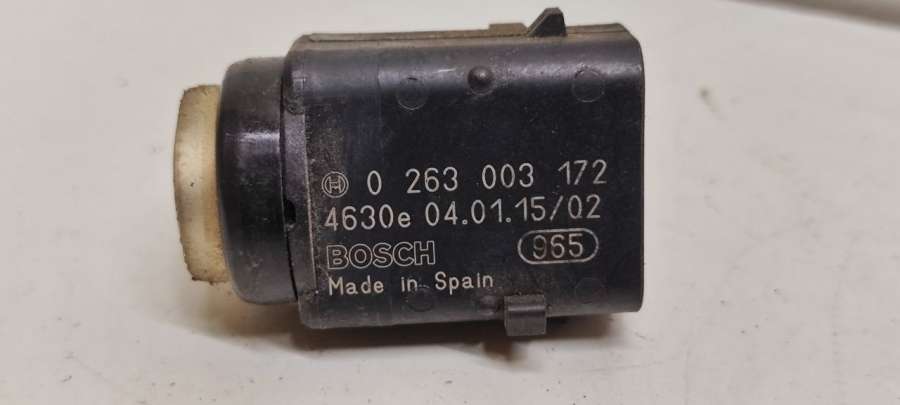 0 263 003 172
4630e 04.01.15/02
BOSCH 965
Made in Spain